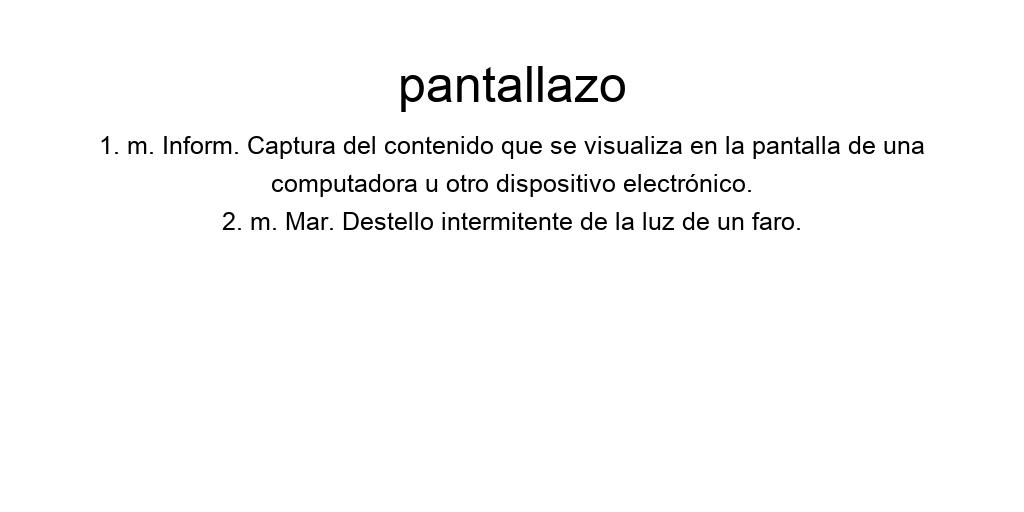 pantallazo
1. m. Inform. Captura del contenido que se visualiza en la pantalla de una
computadora u otro dispositivo electrónico.
2. m. Mar. Destello intermitente de la luz de un faro.